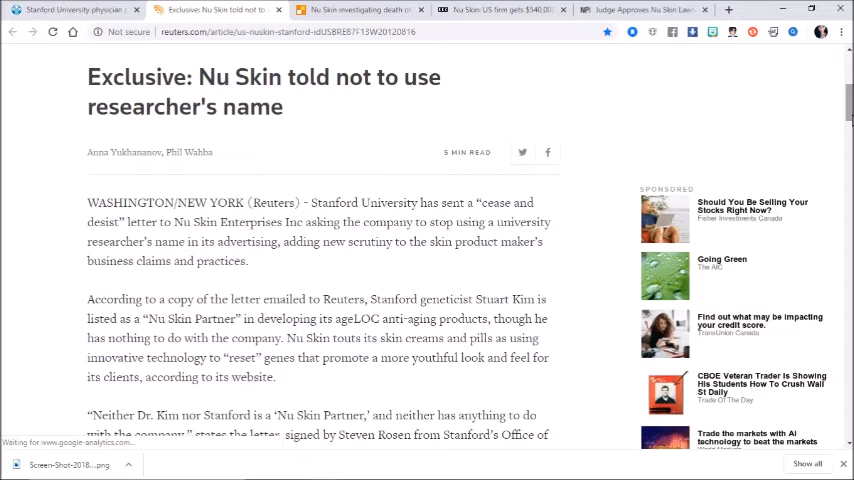 Stanford University physician p
Exclusive: Nu Skin told not to
Nu Skin investigating death of
Nu Skin: US firm gets $540,000
Judge Approves Nu Skin Laws
Not secure
reuters.com/article/us-nuskin-stanford-idUSBRE87F13W20120816
Exclusive: Nu Skin told not to use
researcher's name
Anna Yukhananov, Phil Wahba
5 MIN READ
WASHINGTON/NEW YORK (Reuters) - Stanford University has sent a “cease and
desist” letter to Nu Skin Enterprises Inc asking the company to stop using a university
researcher’s name in its advertising, adding new scrutiny to the skin product maker’s
business claims and practices.
According to a copy of the letter emailed to Reuters, Stanford geneticist Stuart Kim is
listed as a “Nu Skin Partner” in developing its ageLOC anti-aging products, though he
has nothing to do with the company. Nu Skin touts its skin creams and pills as using
innovative technology to “reset” genes that promote a more youthful look and feel for
its clients, according to its website.
“Neither Dr. Kim nor Stanford is a ‘Nu Skin Partner,’ and neither has anything to do
with the company,” states the letter, signed by Steven Rosen from Stanford’s Office of
SPONSORED
Should You Be Selling Your
Stocks Right Now?
Fisher Investments Canada
Going Green
The AIC
Find out what may be impacting
your credit score.
TransUnion Canada
CBOE Veteran Trader Is Showing
His Students How To Crush Wall
St Daily
Trade Of The Day
Trade the markets with AI
technology to beat the markets
Waiting for www.google-analytics.com...
Screen-Shot-2018....png
Show all